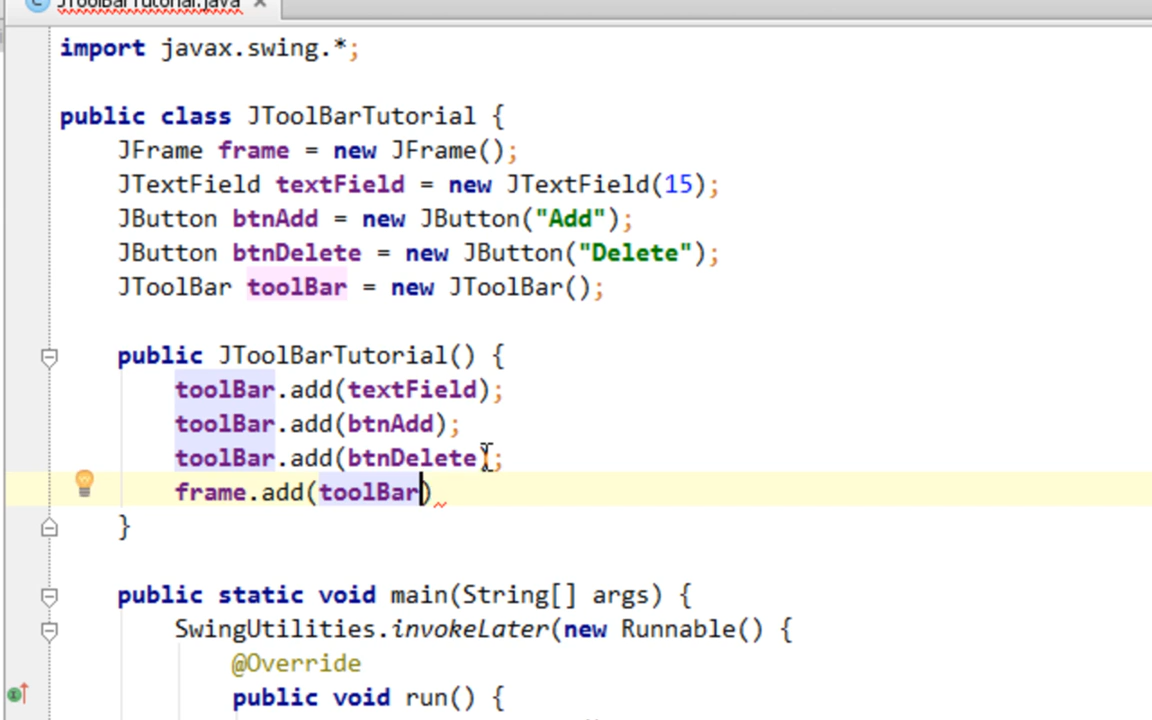 JToolBarTutorial.java ×
import javax.swing.*;
public class JToolBarTutorial {
JFrame frame = new JFrame();
JTextField textField = new JTextField(15);
JButton btnAdd = new JButton("Add");
JButton btnDelete = new JButton("Delete");
JToolBar toolBar = new JToolBar();
public JToolBarTutorial() {
toolBar.add(textField);
toolBar.add(btnAdd);
toolBar.add(btnDelete);
frame.add(toolBar)
}
public static void main(String[] args) {
SwingUtilities.invokeLater(new Runnable() {
@Override
public void run() {